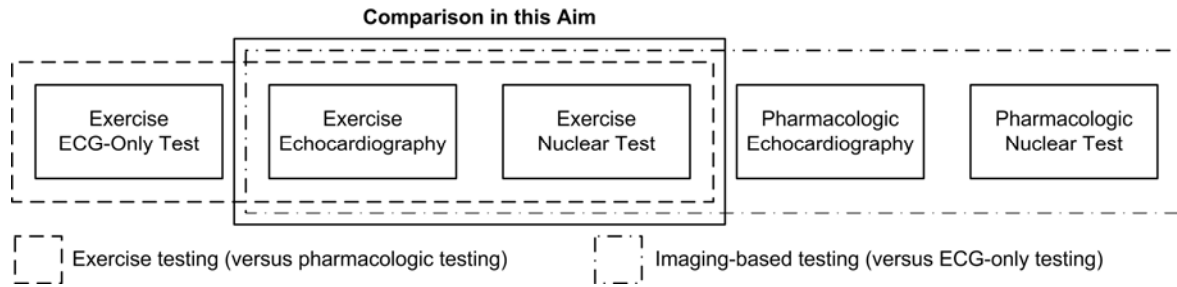 Comparison in this Aim
Exercise
ECG-Only Test
Exercise
Echocardiography
Exercise
Nuclear Test
Pharmacologic
Echocardiography
Pharmacologic
Nuclear Test
Exercise testing (versus pharmacologic testing)
Imaging-based testing (versus ECG-only testing)